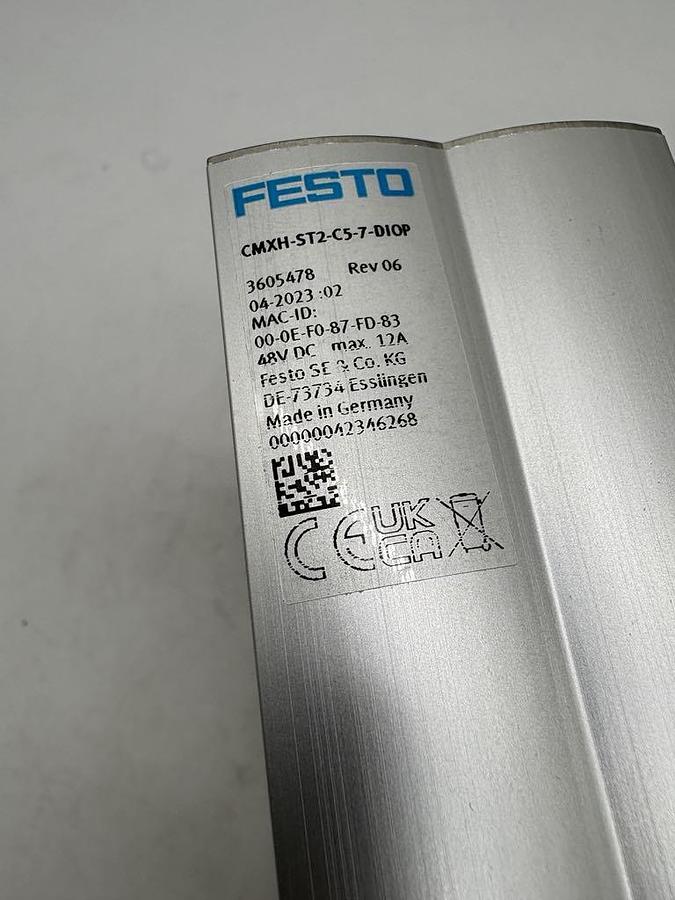 FESTO
CMXH-ST2-C5-7-DIOP
3605478 Rev 06
04-2023 :02
MAC-ID:
00-0E-F0-87-FD-83
48V DC max. 12A
Festo SE & Co. KG
DE-73734 Esslingen
Made in Germany
00000042346268
CE UK
CA